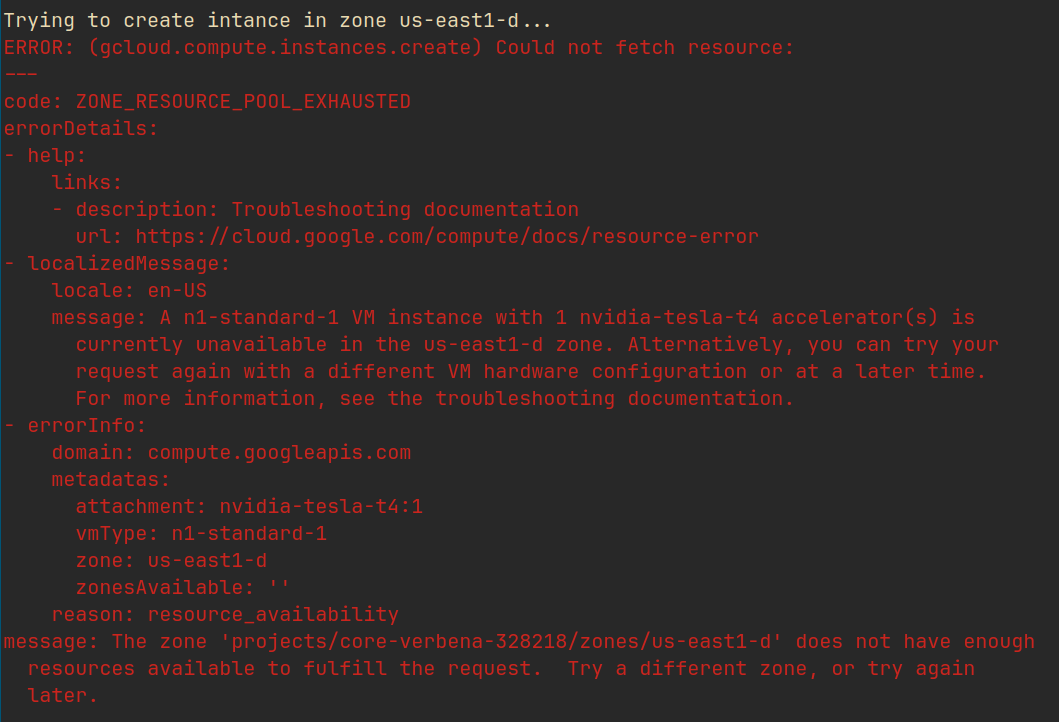 Trying to create intance in zone us-east1-d...
ERROR: (gcloud.compute.instances.create) Could not fetch resource:
---
code: ZONE_RESOURCE_POOL_EXHAUSTED
errorDetails:
- help:
    links:
    - description: Troubleshooting documentation
      url: https://cloud.google.com/compute/docs/resource-error
- localizedMessage:
    locale: en-US
    message: A n1-standard-1 VM instance with 1 nvidia-tesla-t4 accelerator(s) is
      currently unavailable in the us-east1-d zone. Alternatively, you can try your
      request again with a different VM hardware configuration or at a later time.
      For more information, see the troubleshooting documentation.
- errorInfo:
    domain: compute.googleapis.com
    metadatas:
      attachment: nvidia-tesla-t4:1
      vmType: n1-standard-1
      zone: us-east1-d
      zonesAvailable: ''
    reason: resource_availability
message: The zone 'projects/core-verbena-328218/zones/us-east1-d' does not have enough
  resources available to fulfill the request.  Try a different zone, or try again
  later.